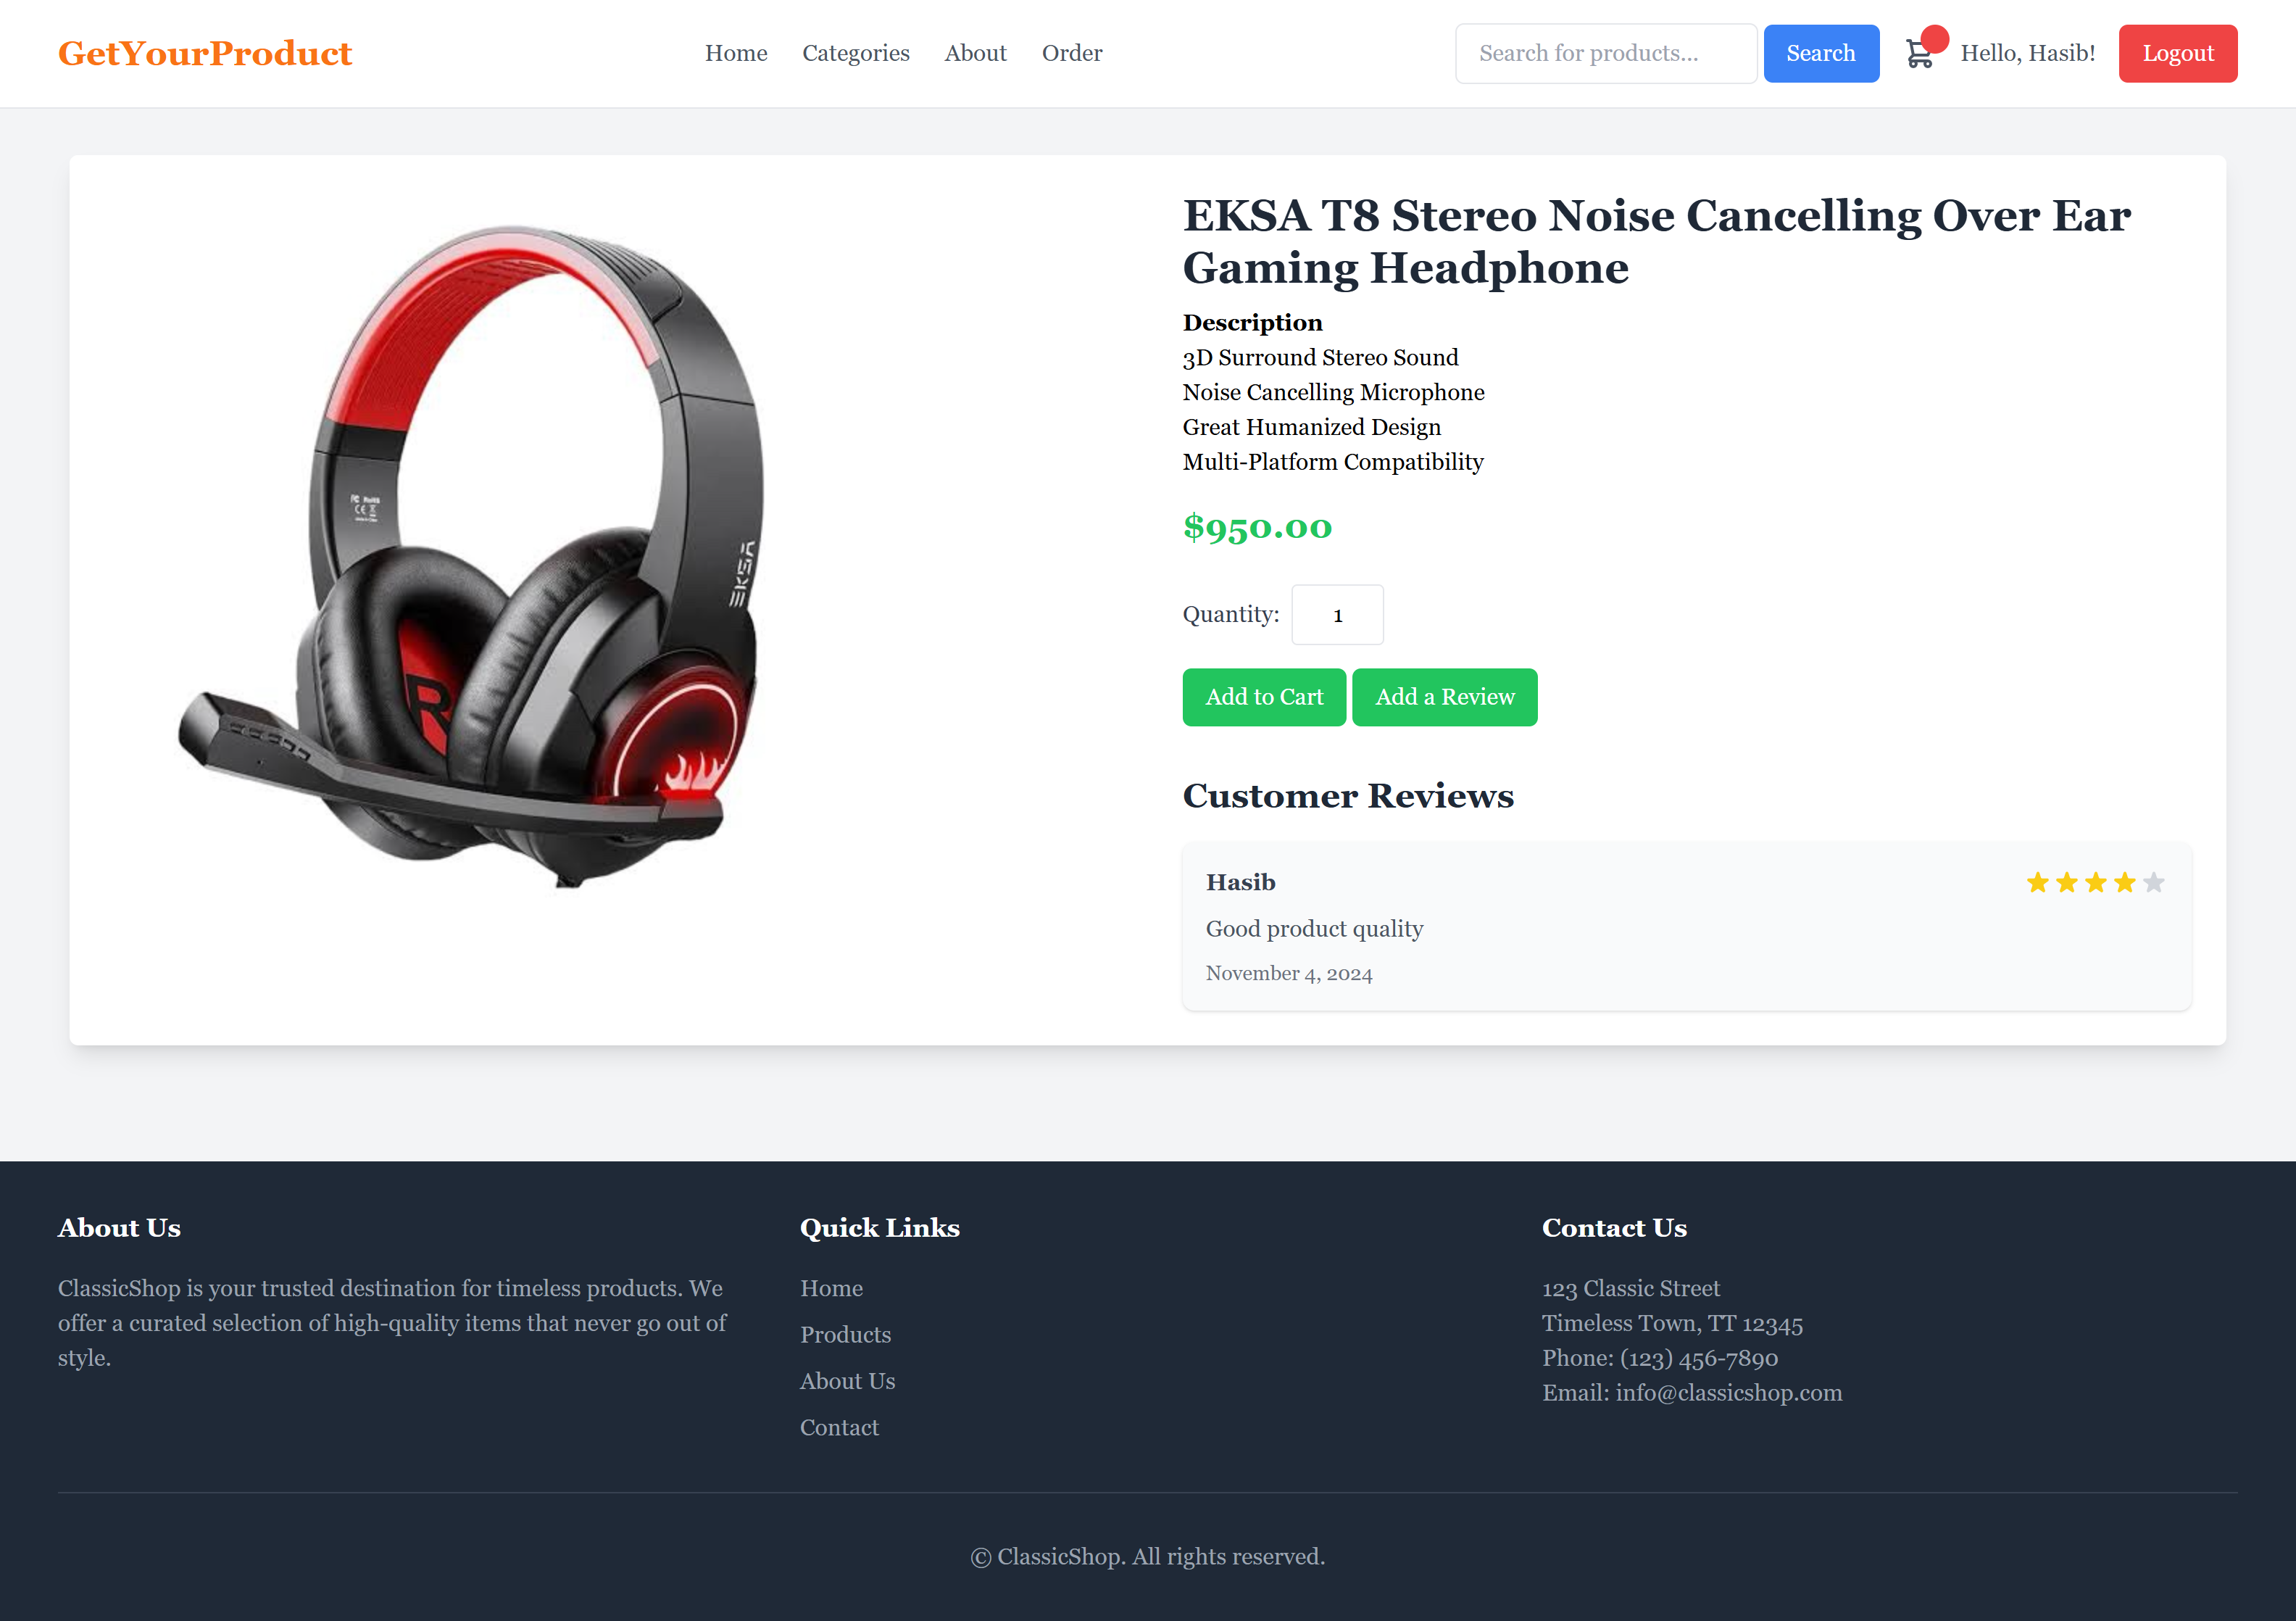 GetYourProduct
Home
Categories
About
Order
Search for products...
Search
Hello, Hasib!
Logout
EKSA T8 Stereo Noise Cancelling Over Ear
Gaming Headphone
Description
3D Surround Stereo Sound
Noise Cancelling Microphone
Great Humanized Design
Multi-Platform Compatibility
$950.00
Quantity:
1
Add to Cart
Add a Review
Customer Reviews
Hasib
Good product quality
November 4, 2024
EKSA
R
FC RoHS
CE
About Us
ClassicShop is your trusted destination for timeless products. We
offer a curated selection of high-quality items that never go out of
style.
Quick Links
Home
Products
About Us
Contact
Contact Us
123 Classic Street
Timeless Town, TT 12345
Phone: (123) 456-7890
Email: info@classicshop.com
© ClassicShop. All rights reserved.